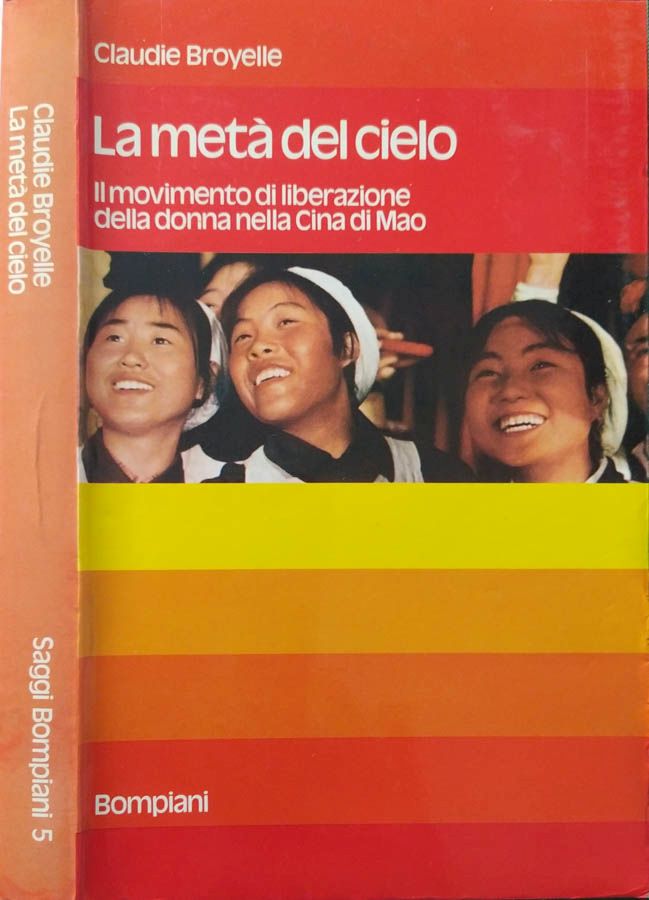 Claudie Broyelle
La metà del cielo
Il movimento di liberazione
della donna nella Cina di Mao
Bompiani
Claudie Broyelle
La metà del cielo
Saggi Bompiani 5